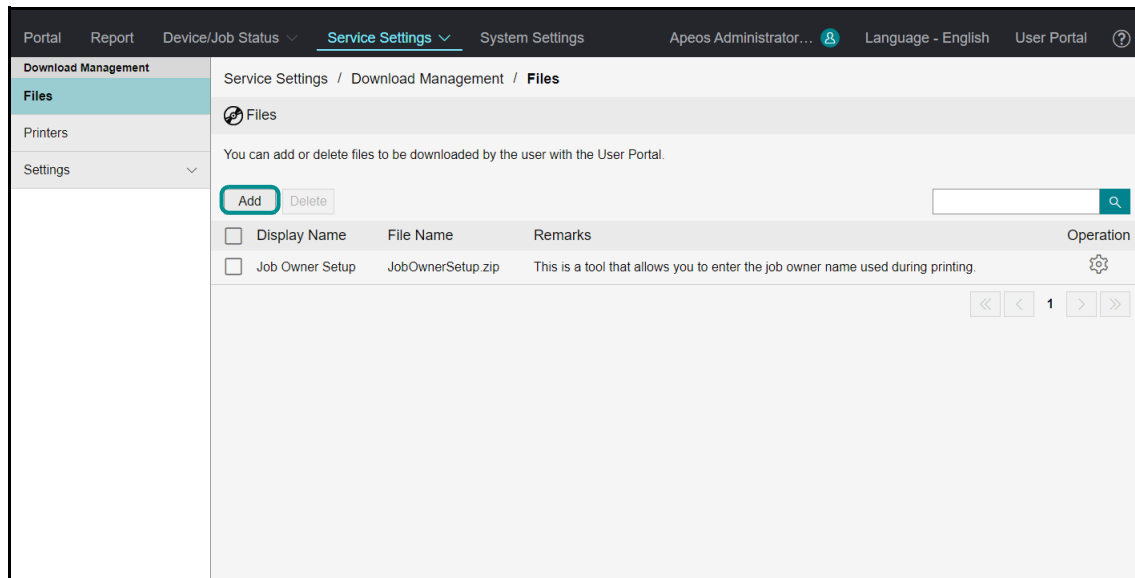 Portal Report Device/Job Status Service Settings System Settings Apeos Administrator... Language - English User Portal ?
Download Management
Files
Printers
Settings
Service Settings / Download Management / Files
Files
You can add or delete files to be downloaded by the user with the User Portal.
Add Delete
Display Name File Name Remarks Operation
Job Owner Setup JobOwnerSetup.zip This is a tool that allows you to enter the job owner name used during printing.
1